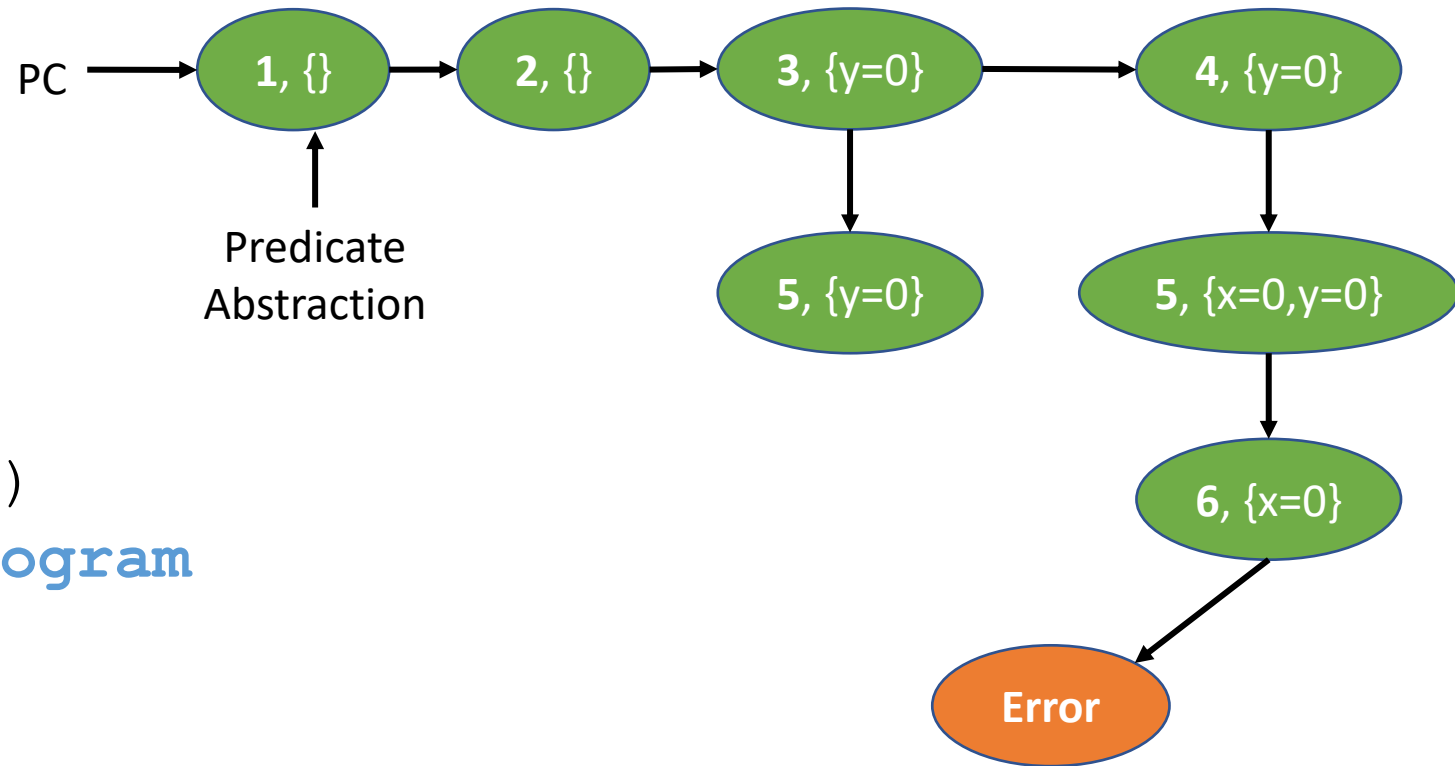 PC
1, {}
2, {}
3, {y=0}
4, {y=0}
Predicate
Abstraction
5, {y=0}
5, {x=0,y=0}
)
ogram
6, {x=0}
Error